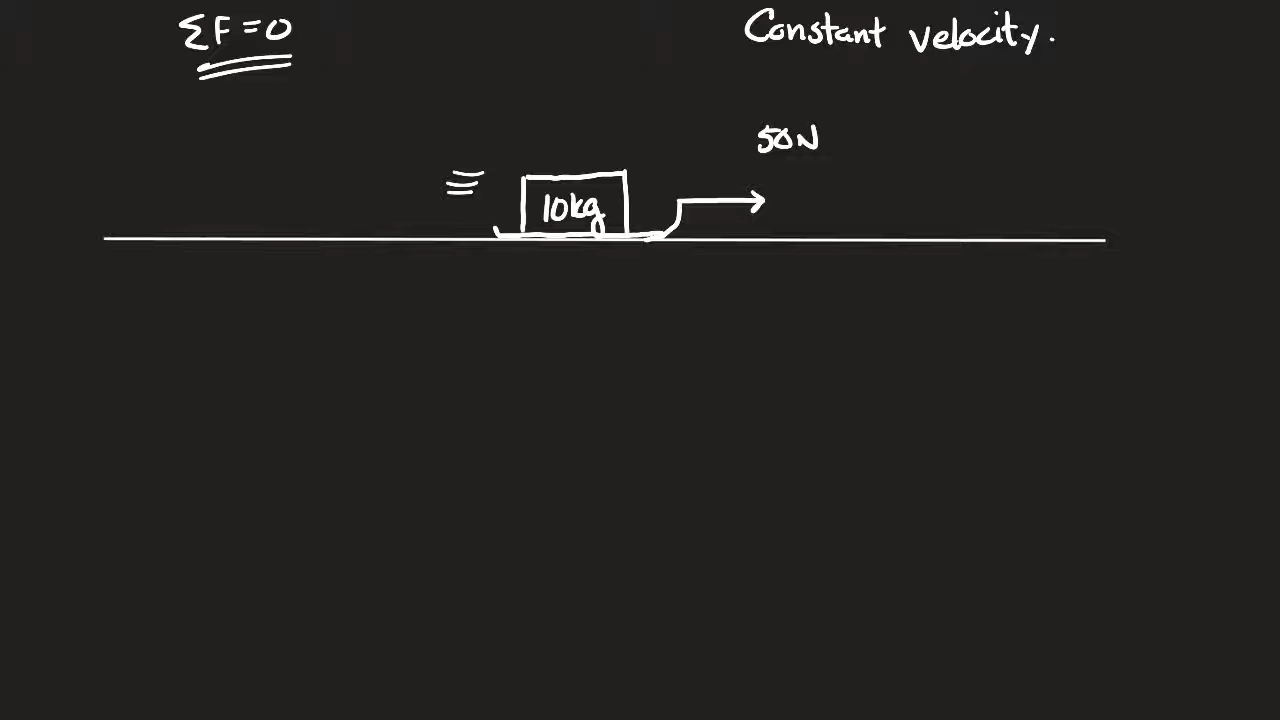 ΣF = 0
Constant velocity.
50N
10kg